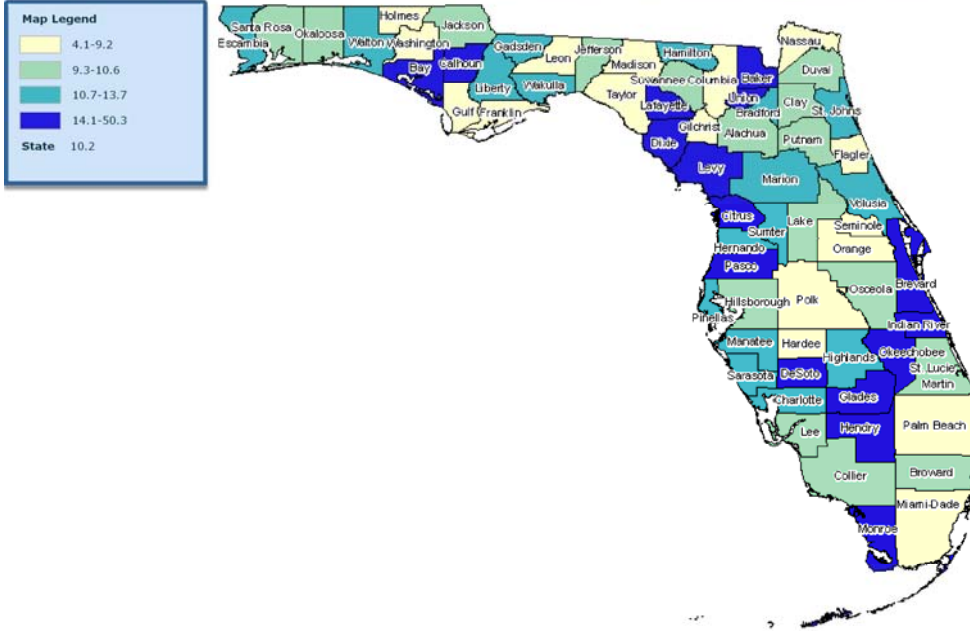 Map Legend
4.1-9.2
9.3-10.6
10.7-13.7
14.1-50.3
State 10.2
Holmes
Jackson
Santa Rosa
Okaloosa
Walton
Washington
Escambia
Bay
Calhoun
Gadsden
Liberty
Leon
Wakulla
Gulf
Franklin
Jefferson
Madison
Taylor
Hamilton
Suwannee
Columbia
Lafayette
Dixie
Gilchrist
Baker
Union
Bradford
Alachua
Nassau
Duval
Clay
St. Johns
Putnam
Flagler
Levy
Marion
Volusia
Citrus
Sumter
Lake
Seminole
Orange
Hernando
Pasco
Brevard
Osceola
Polk
Hillsborough
Pinellas
Indian River
Manatee
Hardee
Highlands
Okeechobee
St. Lucie
Martin
Sarasota
DeSoto
Charlotte
Glades
Lee
Hendry
Palm Beach
Collier
Broward
Miami-Dade
Monroe